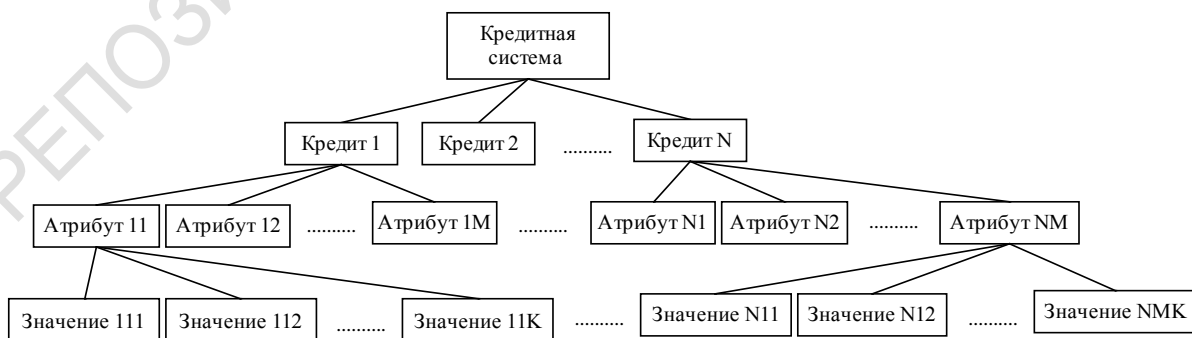 Кредитная
система
Кредит 1
Кредит 2
..........
Кредит N
Атрибут 11
Атрибут 12
..........
Атрибут 1M
..........
Атрибут N1
Атрибут N2
..........
Атрибут NM
Значение 111
Значение 112
..........
Значение 11K
..........
Значение N11
Значение N12
..........
Значение NMK